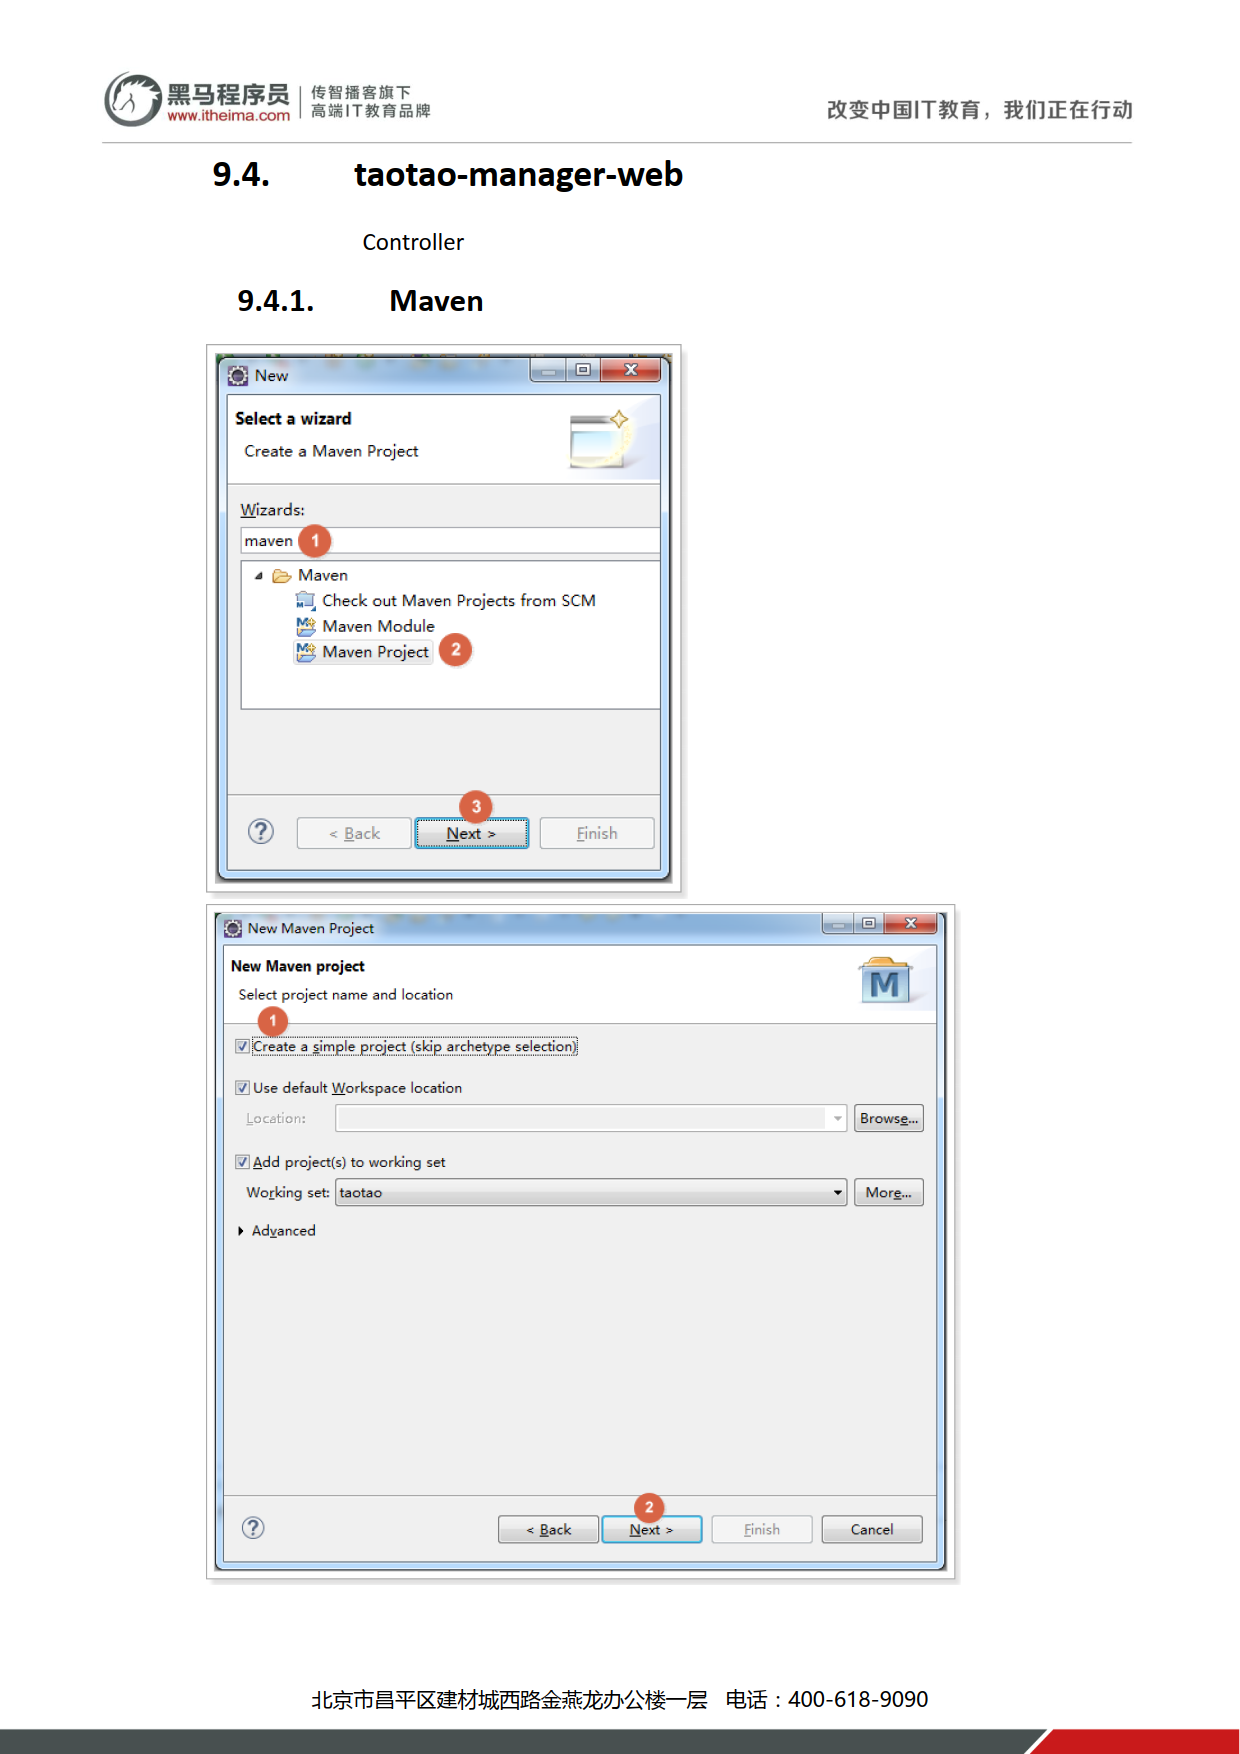 黑马程序员
www.itheima.com
传智播客旗下
高端IT教育品牌
改变中国IT教育，我们正在行动
9.4. taotao-manager-web
Controller
9.4.1. Maven
New
Select a wizard
Create a Maven Project
Wizards:
maven 1
Maven
Check out Maven Projects from SCM
Maven Module
Maven Project 2
3
< Back Next > Finish
New Maven Project
New Maven project
M
Select project name and location
1
Create a simple project (skip archetype selection)
Use default Workspace location
Location: Browse...
Add project(s) to working set
Working set: taotao More...
Advanced
2
< Back Next > Finish Cancel
北京市昌平区建材城西路金燕龙办公楼一层 电话：400-618-9090